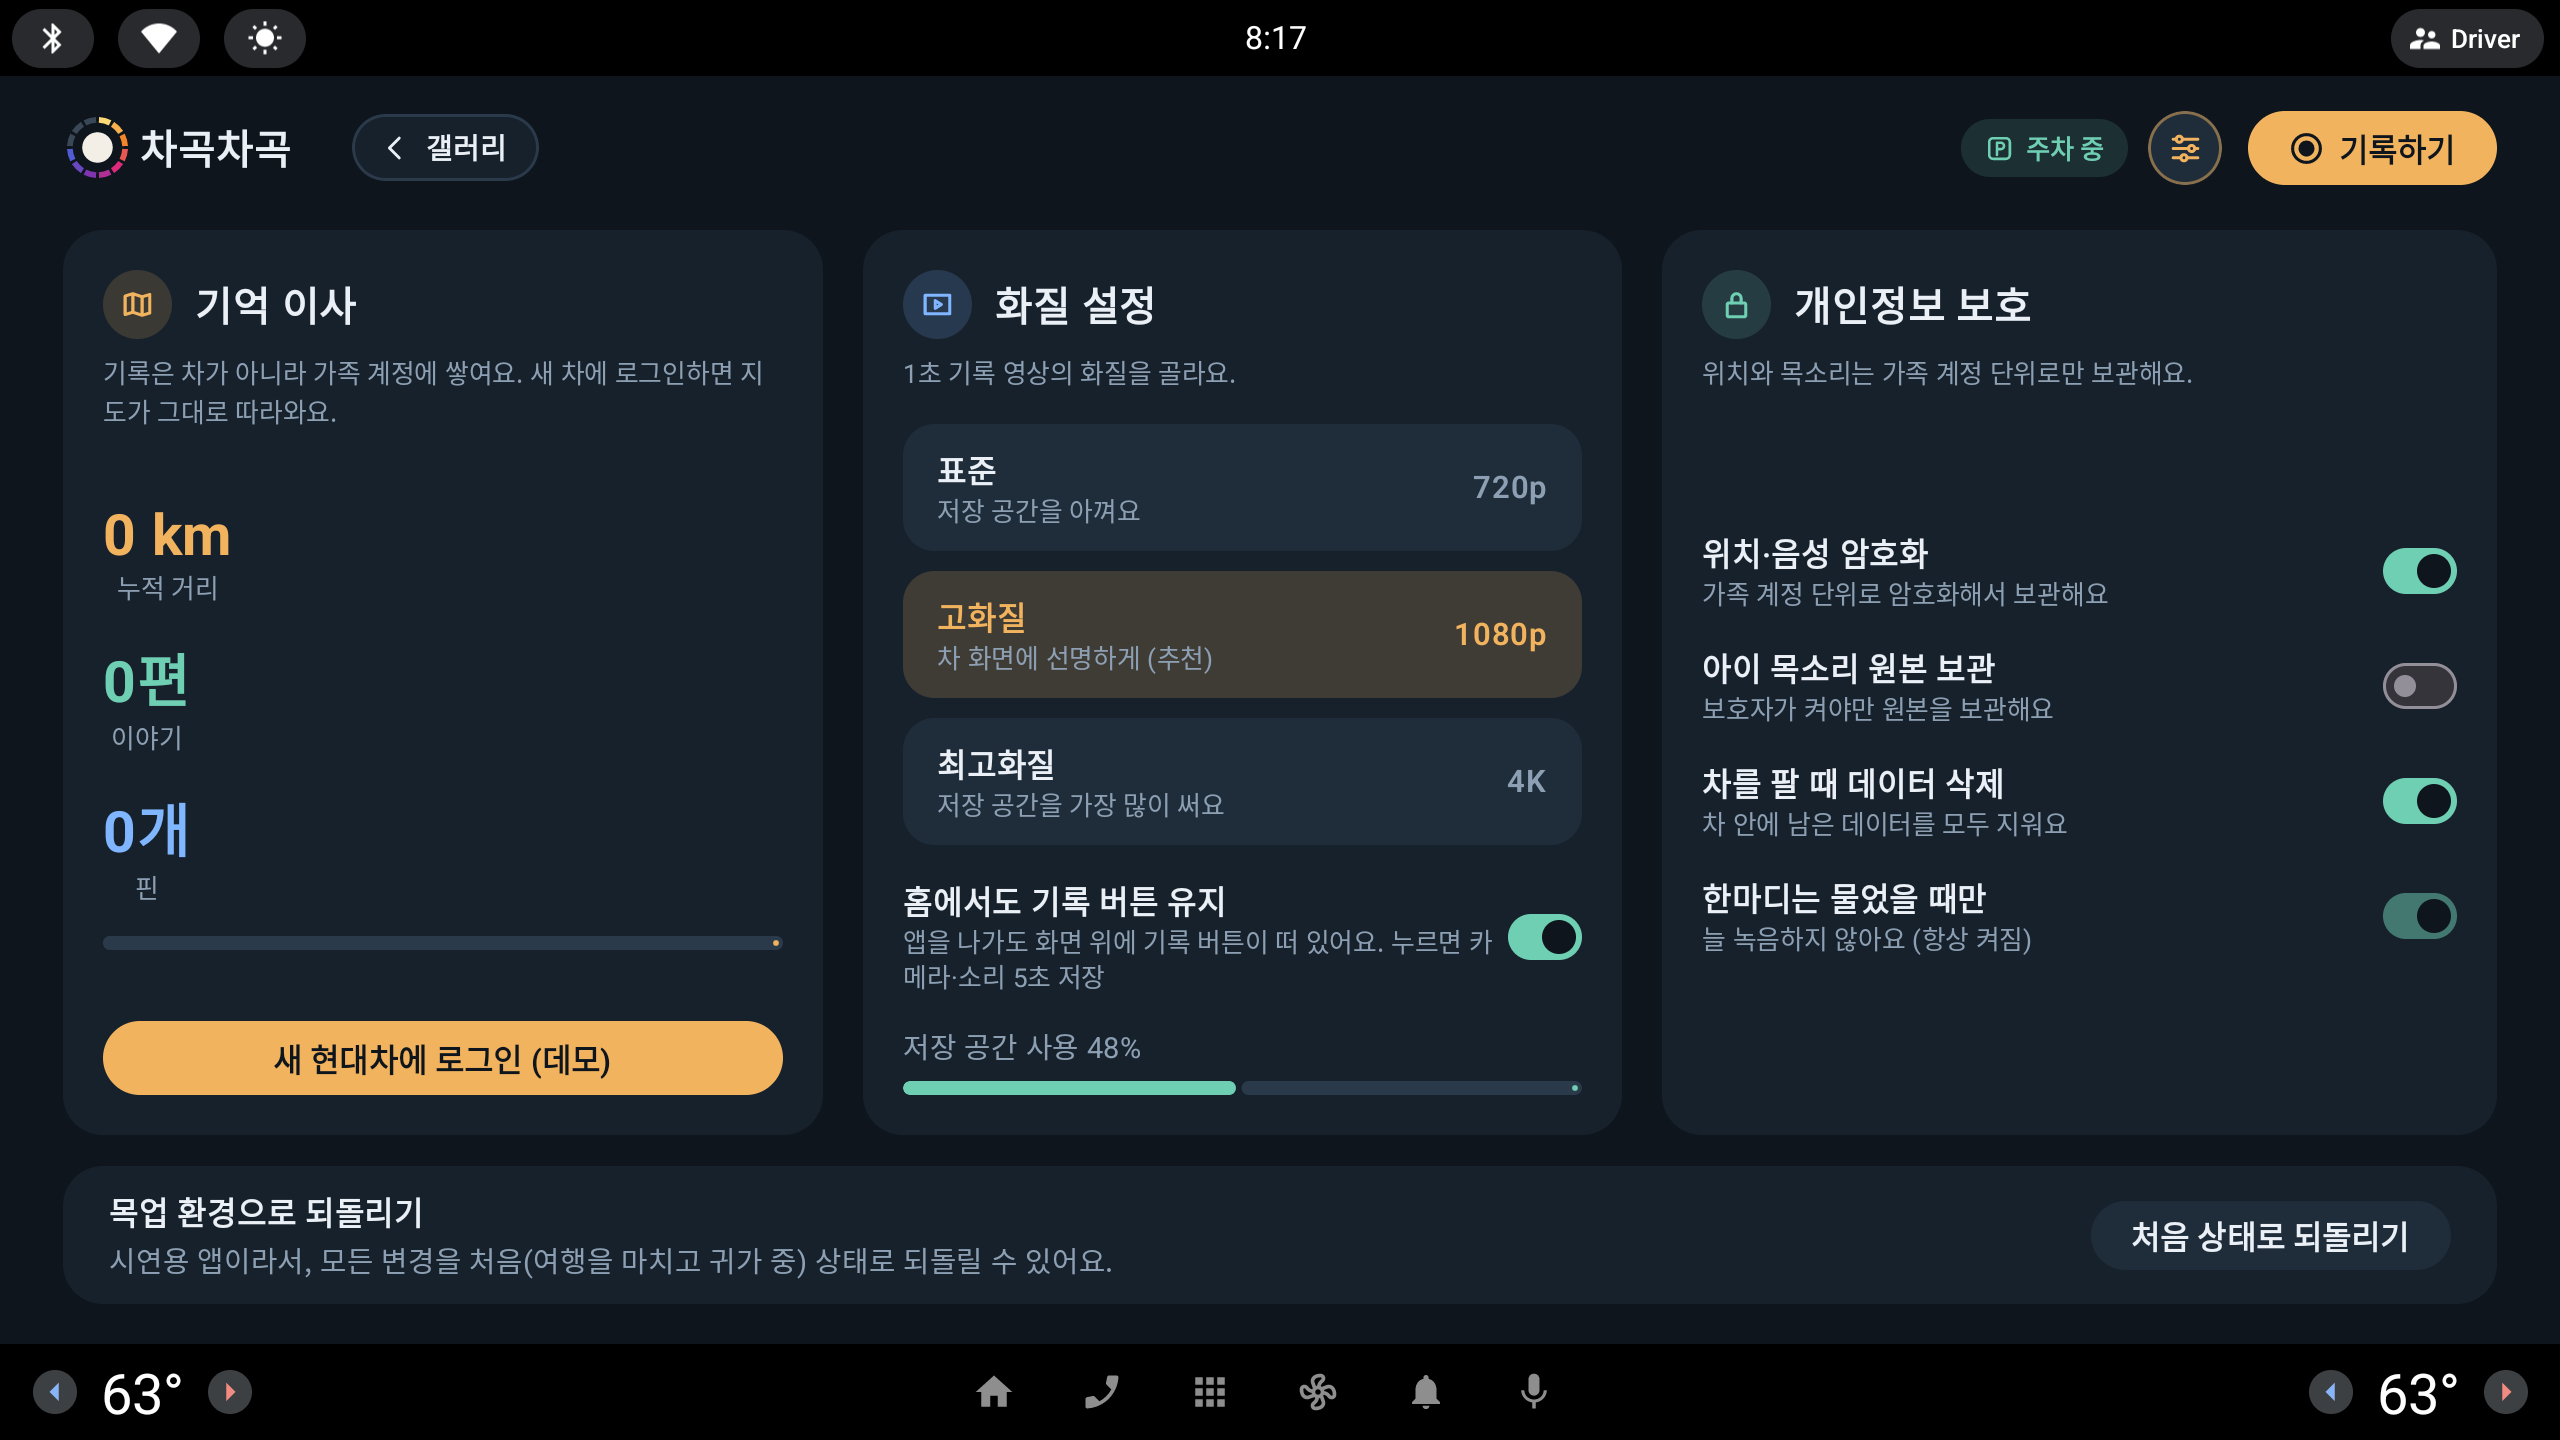 8:17
Driver
차곡차곡
갤러리
주차 중
기록하기
기억 이사
기록은 차가 아니라 가족 계정에 쌓여요. 새 차에 로그인하면 지
도가 그대로 따라와요.
0 km
누적 거리
0편
이야기
0개
핀
새 현대차에 로그인 (데모)
화질 설정
1초 기록 영상의 화질을 골라요.
표준
저장 공간을 아껴요
720p
고화질
차 화면에 선명하게 (추천)
1080p
최고화질
저장 공간을 가장 많이 써요
4K
홈에서도 기록 버튼 유지
앱을 나가도 화면 위에 기록 버튼이 떠 있어요. 누르면 카
메라·소리 5초 저장
저장 공간 사용 48%
개인정보 보호
위치와 목소리는 가족 계정 단위로만 보관해요.
위치·음성 암호화
가족 계정 단위로 암호화해서 보관해요
아이 목소리 원본 보관
보호자가 켜야만 원본을 보관해요
차를 팔 때 데이터 삭제
차 안에 남은 데이터를 모두 지워요
한마디는 물었을 때만
늘 녹음하지 않아요 (항상 켜짐)
목업 환경으로 되돌리기
시연용 앱이라서, 모든 변경을 처음(여행을 마치고 귀가 중) 상태로 되돌릴 수 있어요.
처음 상태로 되돌리기
63°
63°